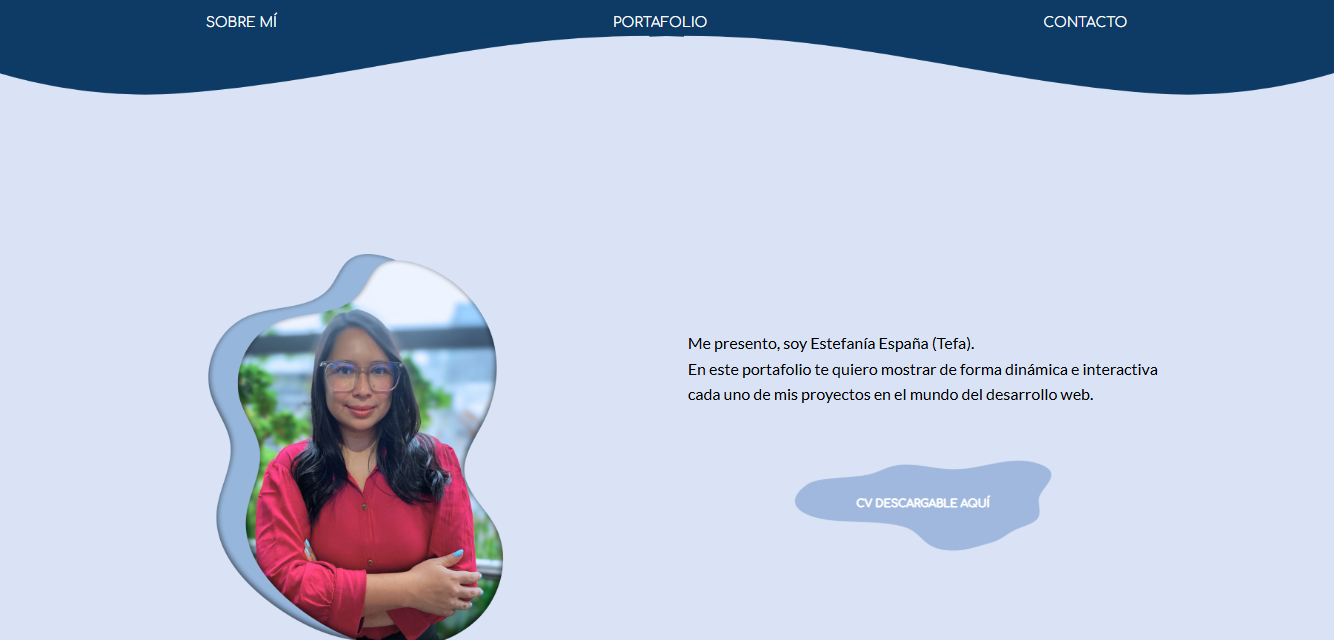 SOBRE MÍ
PORTAFOLIO
CONTACTO
Me presento, soy Estefanía España (Tefa).
En este portafolio te quiero mostrar de forma dinámica e interactiva
cada uno de mis proyectos en el mundo del desarrollo web.
CV DESCARGABLE AQUÍ